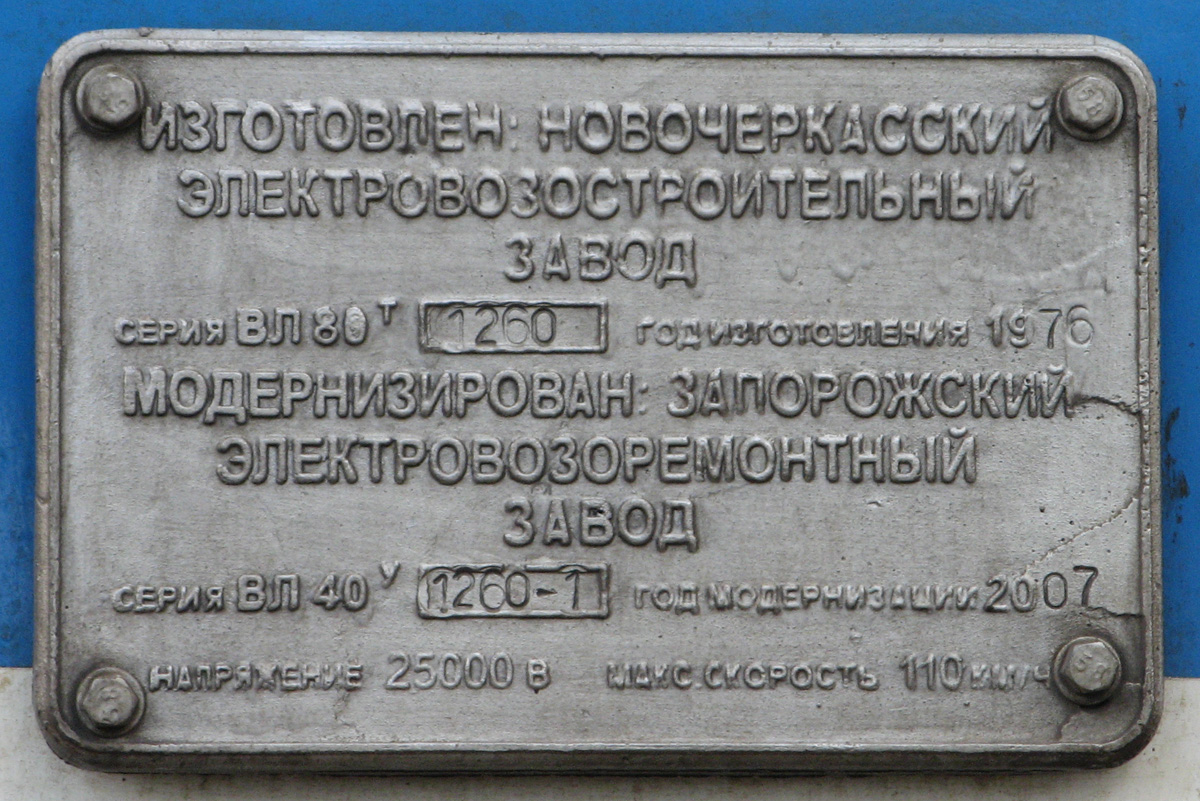 ИЗГОТОВЛЕН: НОВОЧЕРКАССКИЙ
ЭЛЕКТРОВОЗОСТРОИТЕЛЬНЫЙ
ЗАВОД
СЕРИЯ ВЛ 80 Т 1260 ГОД ИЗГОТОВЛЕНИЯ 1976
МОДЕРНИЗИРОВАН: ЗАПОРОЖСКИЙ
ЭЛЕКТРОВОЗОРЕМОНТНЫЙ
ЗАВОД
СЕРИЯ ВЛ 40 У 1260-1 ГОД МОДЕРНИЗАЦИИ 2007
НАПРЯЖЕНИЕ 25000 В МАКС. СКОРОСТЬ 110 КМ/Ч